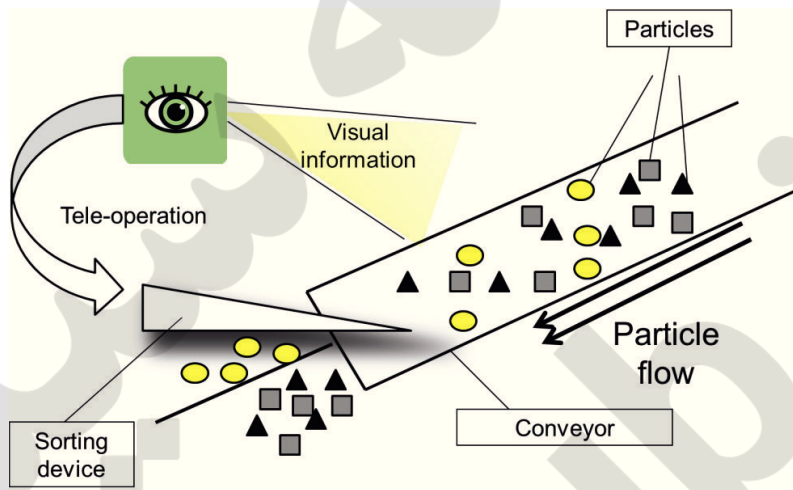 Particles
Visual
information
Tele-operation
Particle
flow
Sorting
device
Conveyor